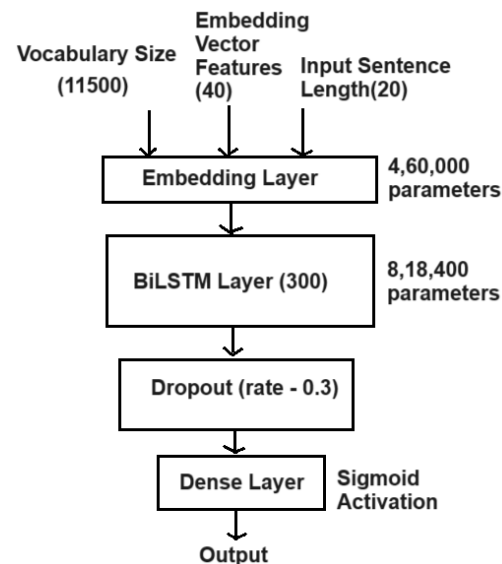 Vocabulary Size
(11500)
Embedding
Vector
Features
(40)
Input Sentence
Length(20)
Embedding Layer
4,60,000
parameters
BiLSTM Layer (300)
8,18,400
parameters
Dropout (rate - 0.3)
Dense Layer
Sigmoid
Activation
Output